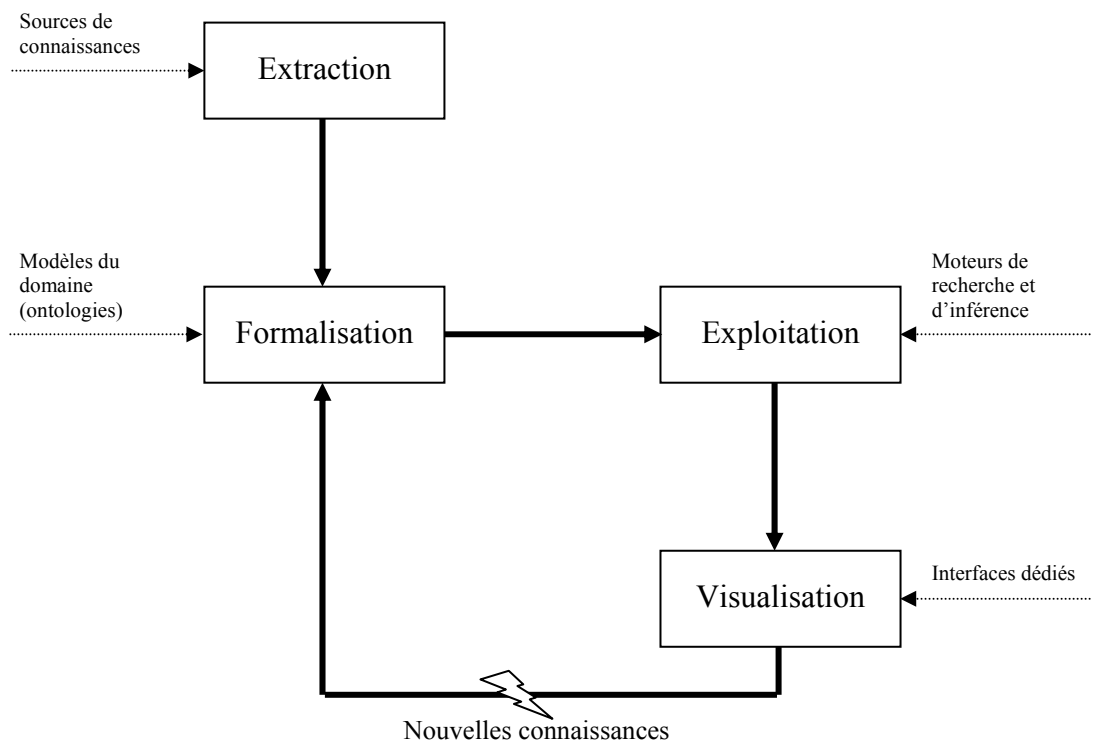 Sources de
connaissances
Extraction
Modèles du
domaine
(ontologies)
Formalisation
Exploitation
Moteurs de
recherche et
d'inférence
Visualisation
Interfaces dédiés
Nouvelles connaissances